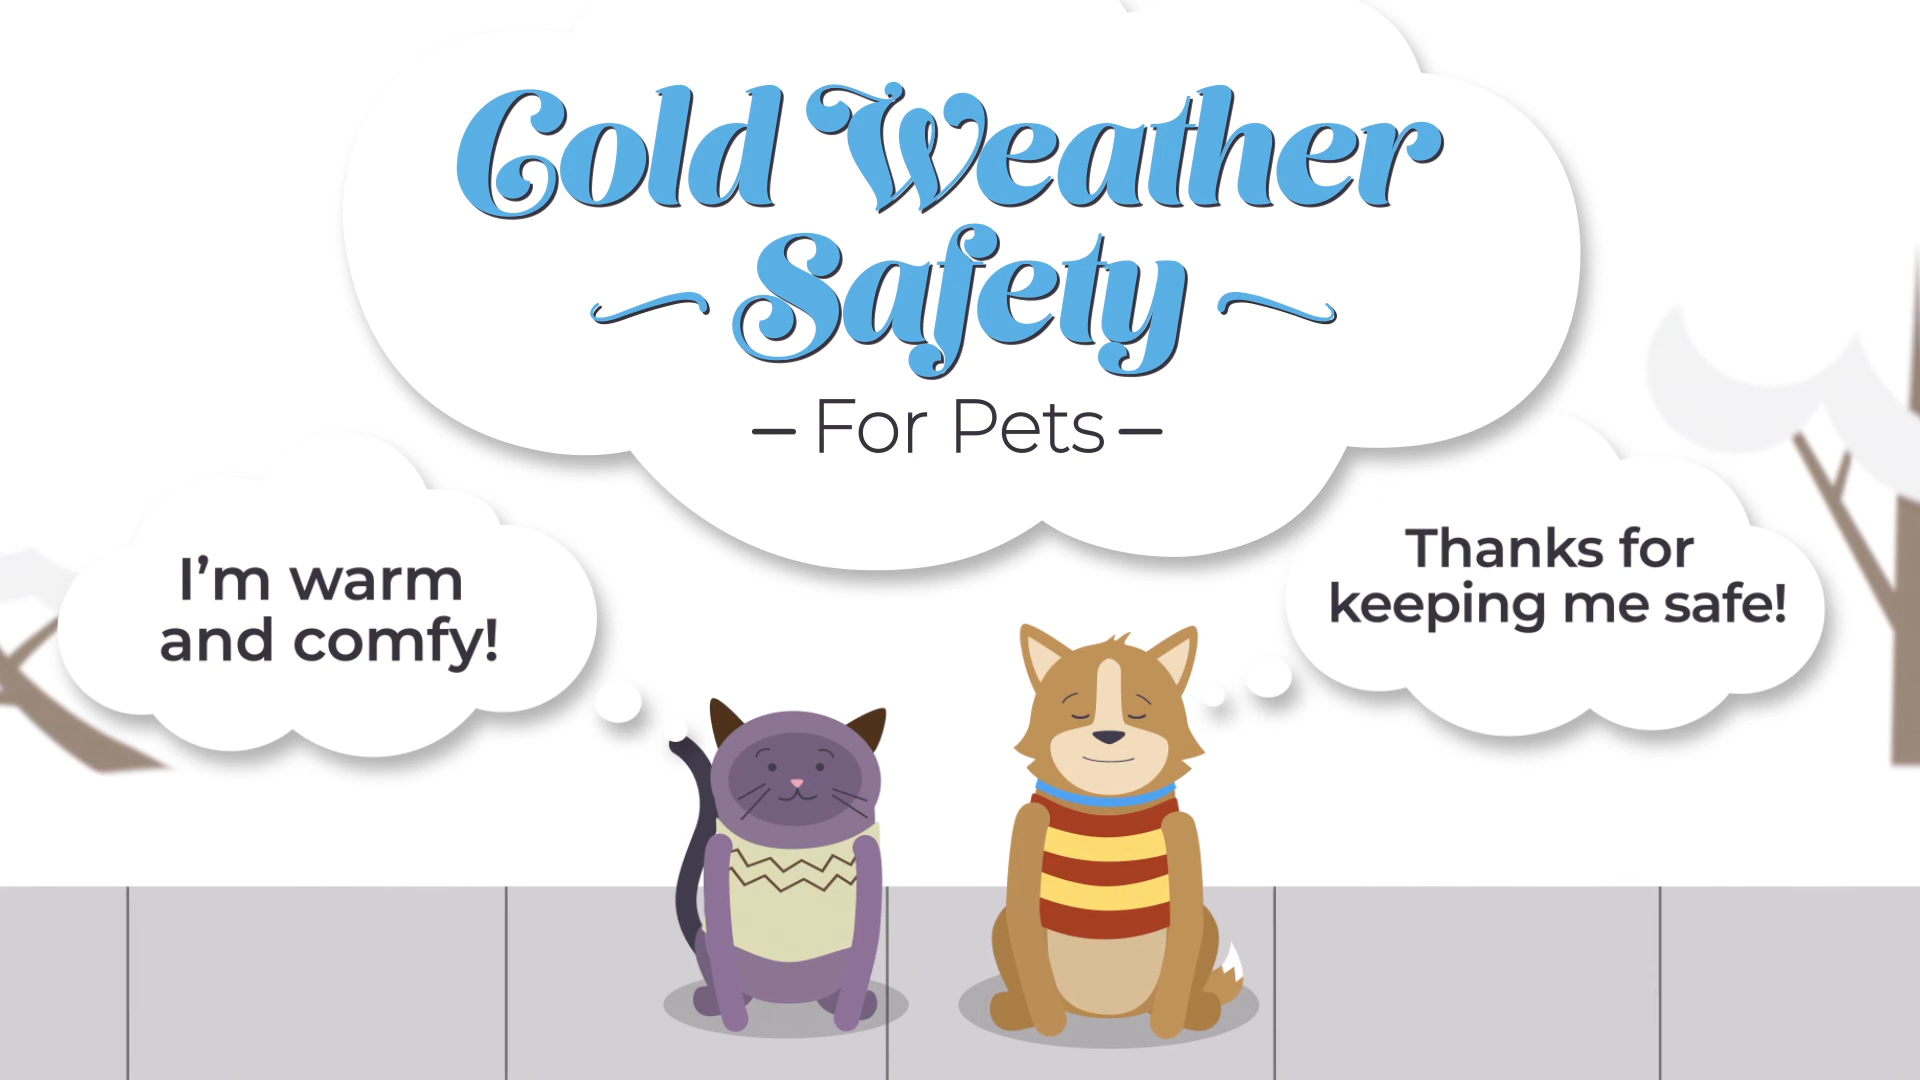 Cold Weather
Safety
For Pets
I’m warm
and comfy!
Thanks for
keeping me safe!